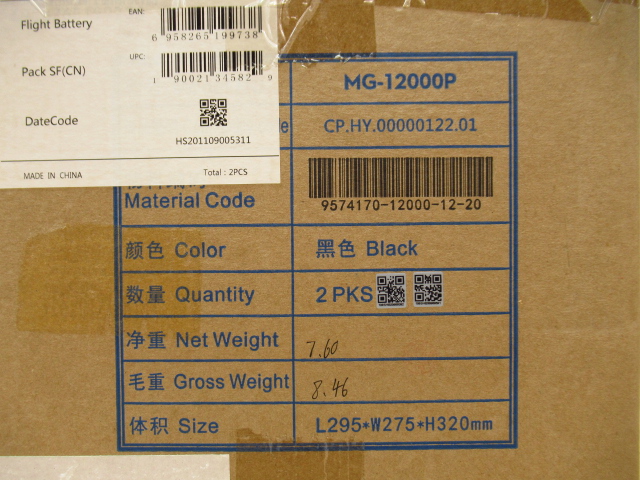 Flight Battery
EAN:
6 958265 199738
Pack SF(CN)
UPC:
1 90021 34582 9
DateCode
HS201109005311
MADE IN CHINA
Total : 2PCS
MG-12000P
CP.HY.00000122.01
Material Code
9574170-12000-12-20
颜色 Color
黑色 Black
数量 Quantity
2 PKS
净重 Net Weight
7.60
毛重 Gross Weight
8.46
体积 Size
L295*W275*H320mm